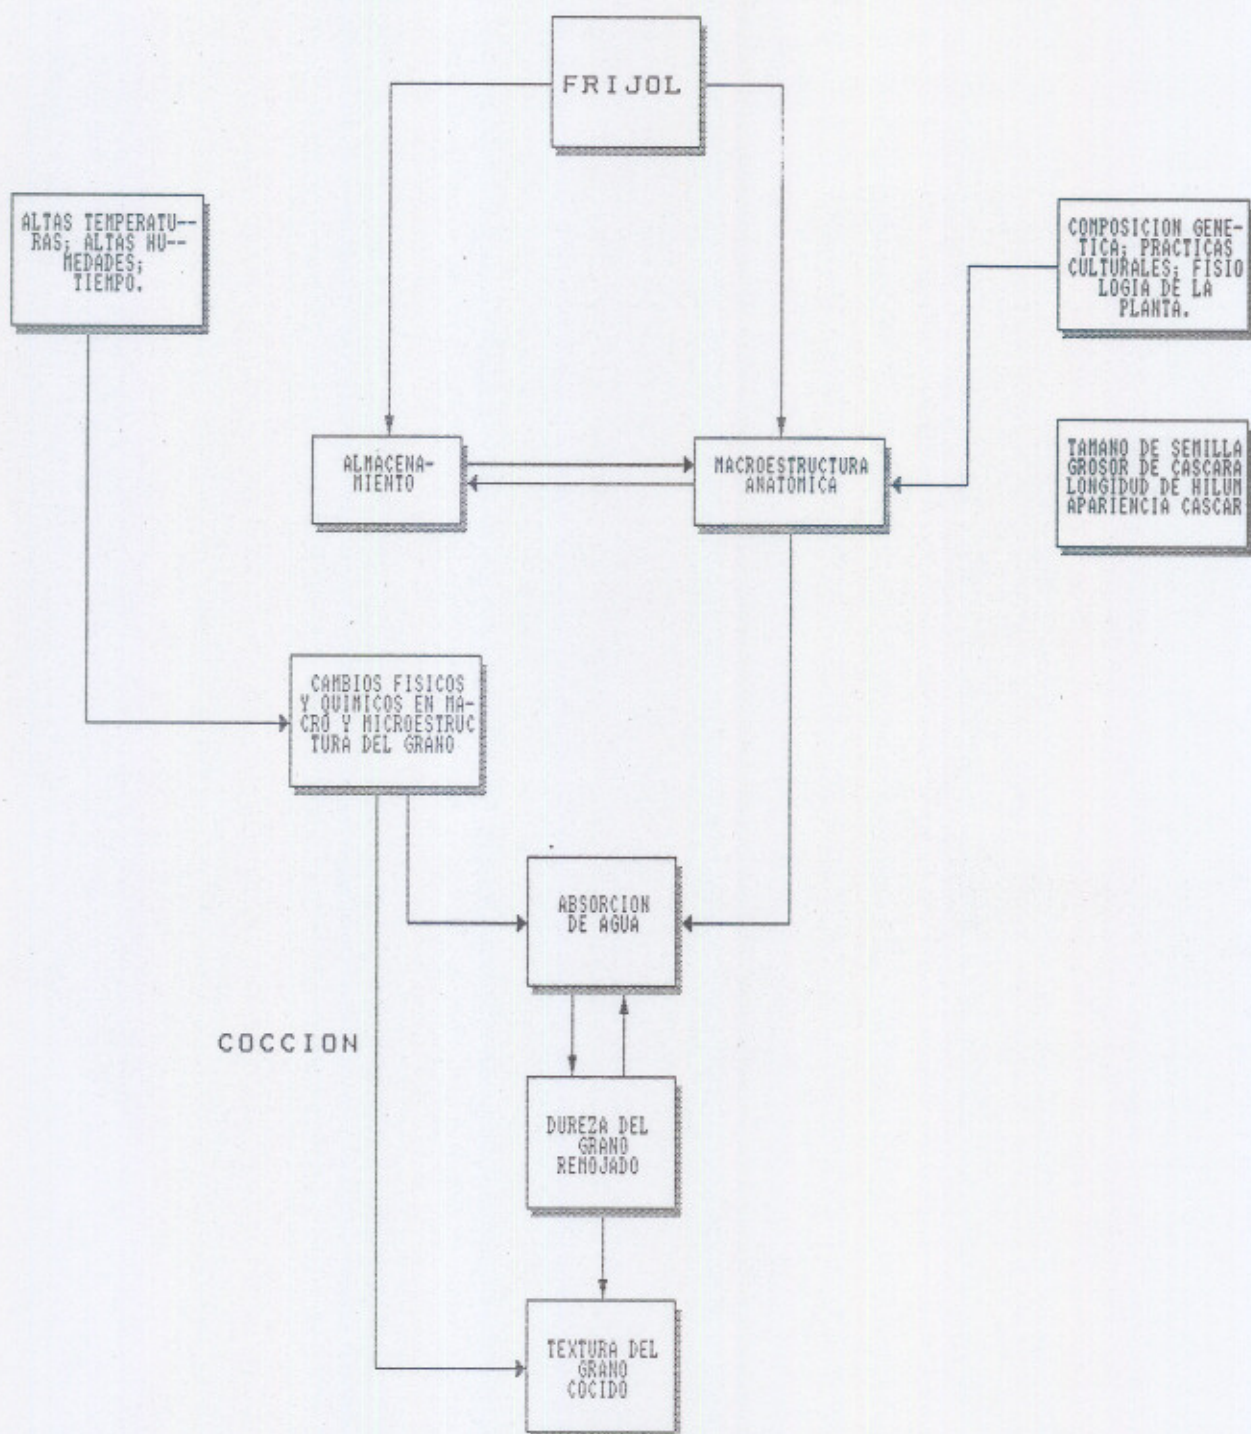 FRIJOL
ALTAS TEMPERATU--
RAS; ALTAS HU--
MEDADES;
TIEMPO.
COMPOSICION GENE-
TICA; PRACTICAS
CULTURALES; FISIO
LOGIA DE LA
PLANTA.
ALMACENA-
MIENTO
MACROESTRUCTURA
ANATOMICA
TAMANO DE SEMILLA
GROSOR DE CASCARA
LONGIDUD DE HILUM
APARIENCIA CASCAR
CAMBIOS FISICOS
Y QUIMICOS EN MA-
CRO Y MICROESTRUC
TURA DEL GRANO
ABSORCION
DE AGUA
COCCION
DUREZA DEL
GRANO
REMOJADO
TEXTURA DEL
GRANO
COCIDO